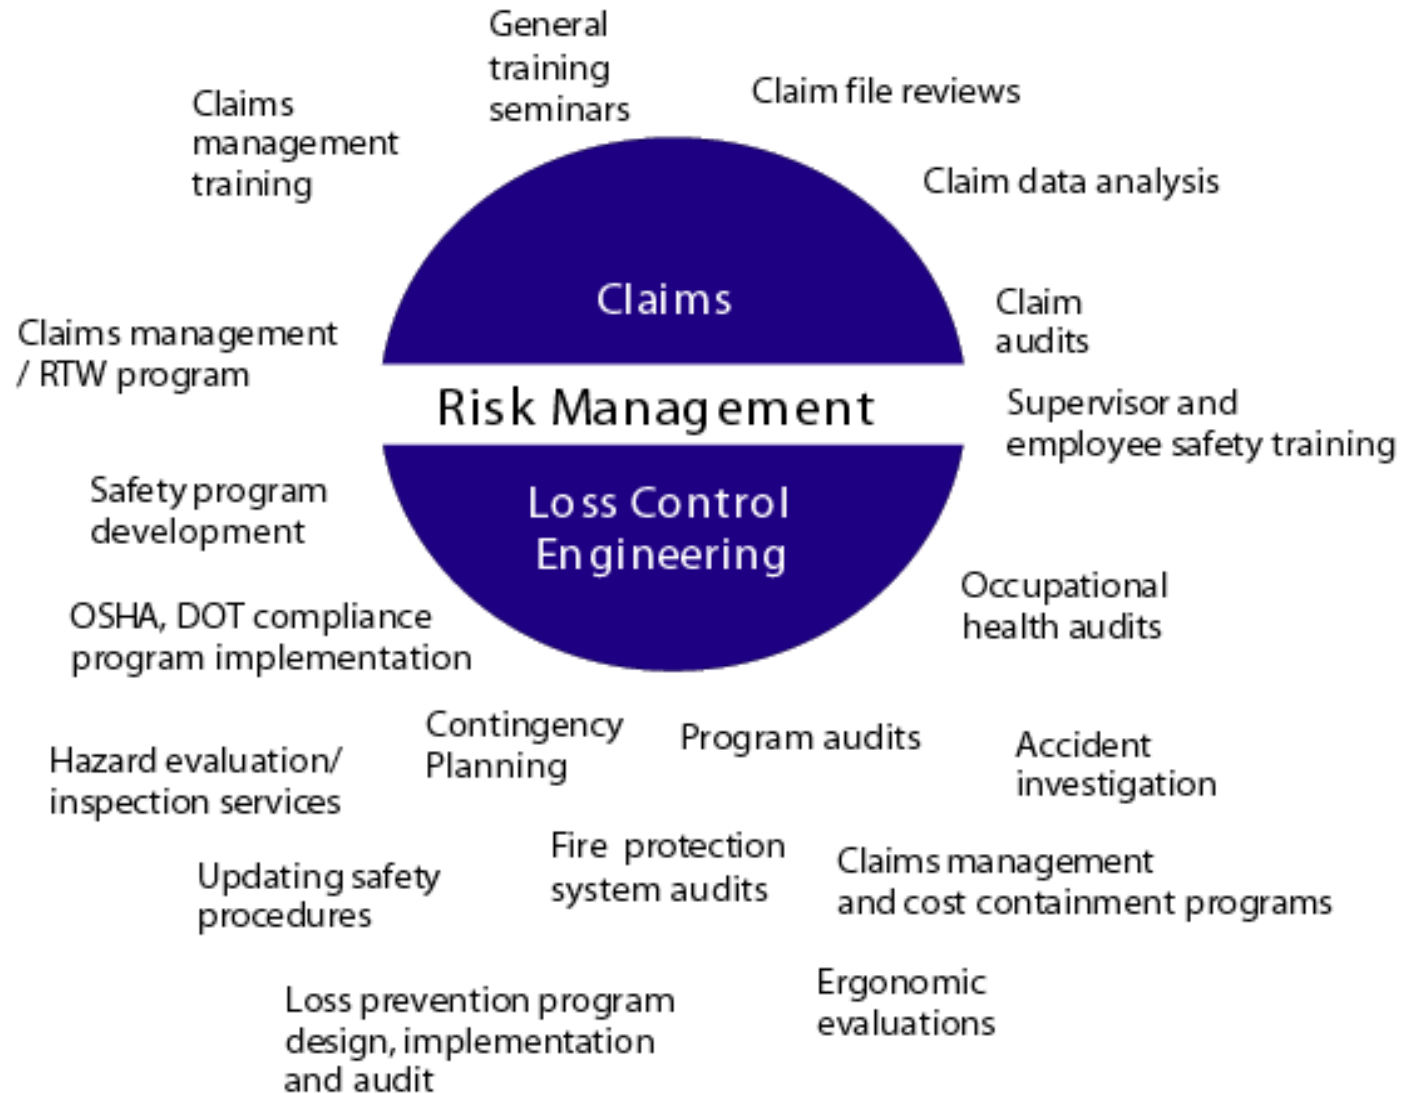 General
training
seminars
Claim file reviews
Claims
management
training
Claim data analysis
Claims
Claim
audits
Claims management
/ RTW program
Risk Management
Supervisor and
employee safety training
Safety program
development
Loss Control
Engineering
Occupational
health audits
OSHA, DOT compliance
program implementation
Contingency
Planning
Program audits
Accident
investigation
Hazard evaluation/
inspection services
Fire protection
system audits
Claims management
and cost containment programs
Updating safety
procedures
Ergonomic
evaluations
Loss prevention program
design, implementation
and audit